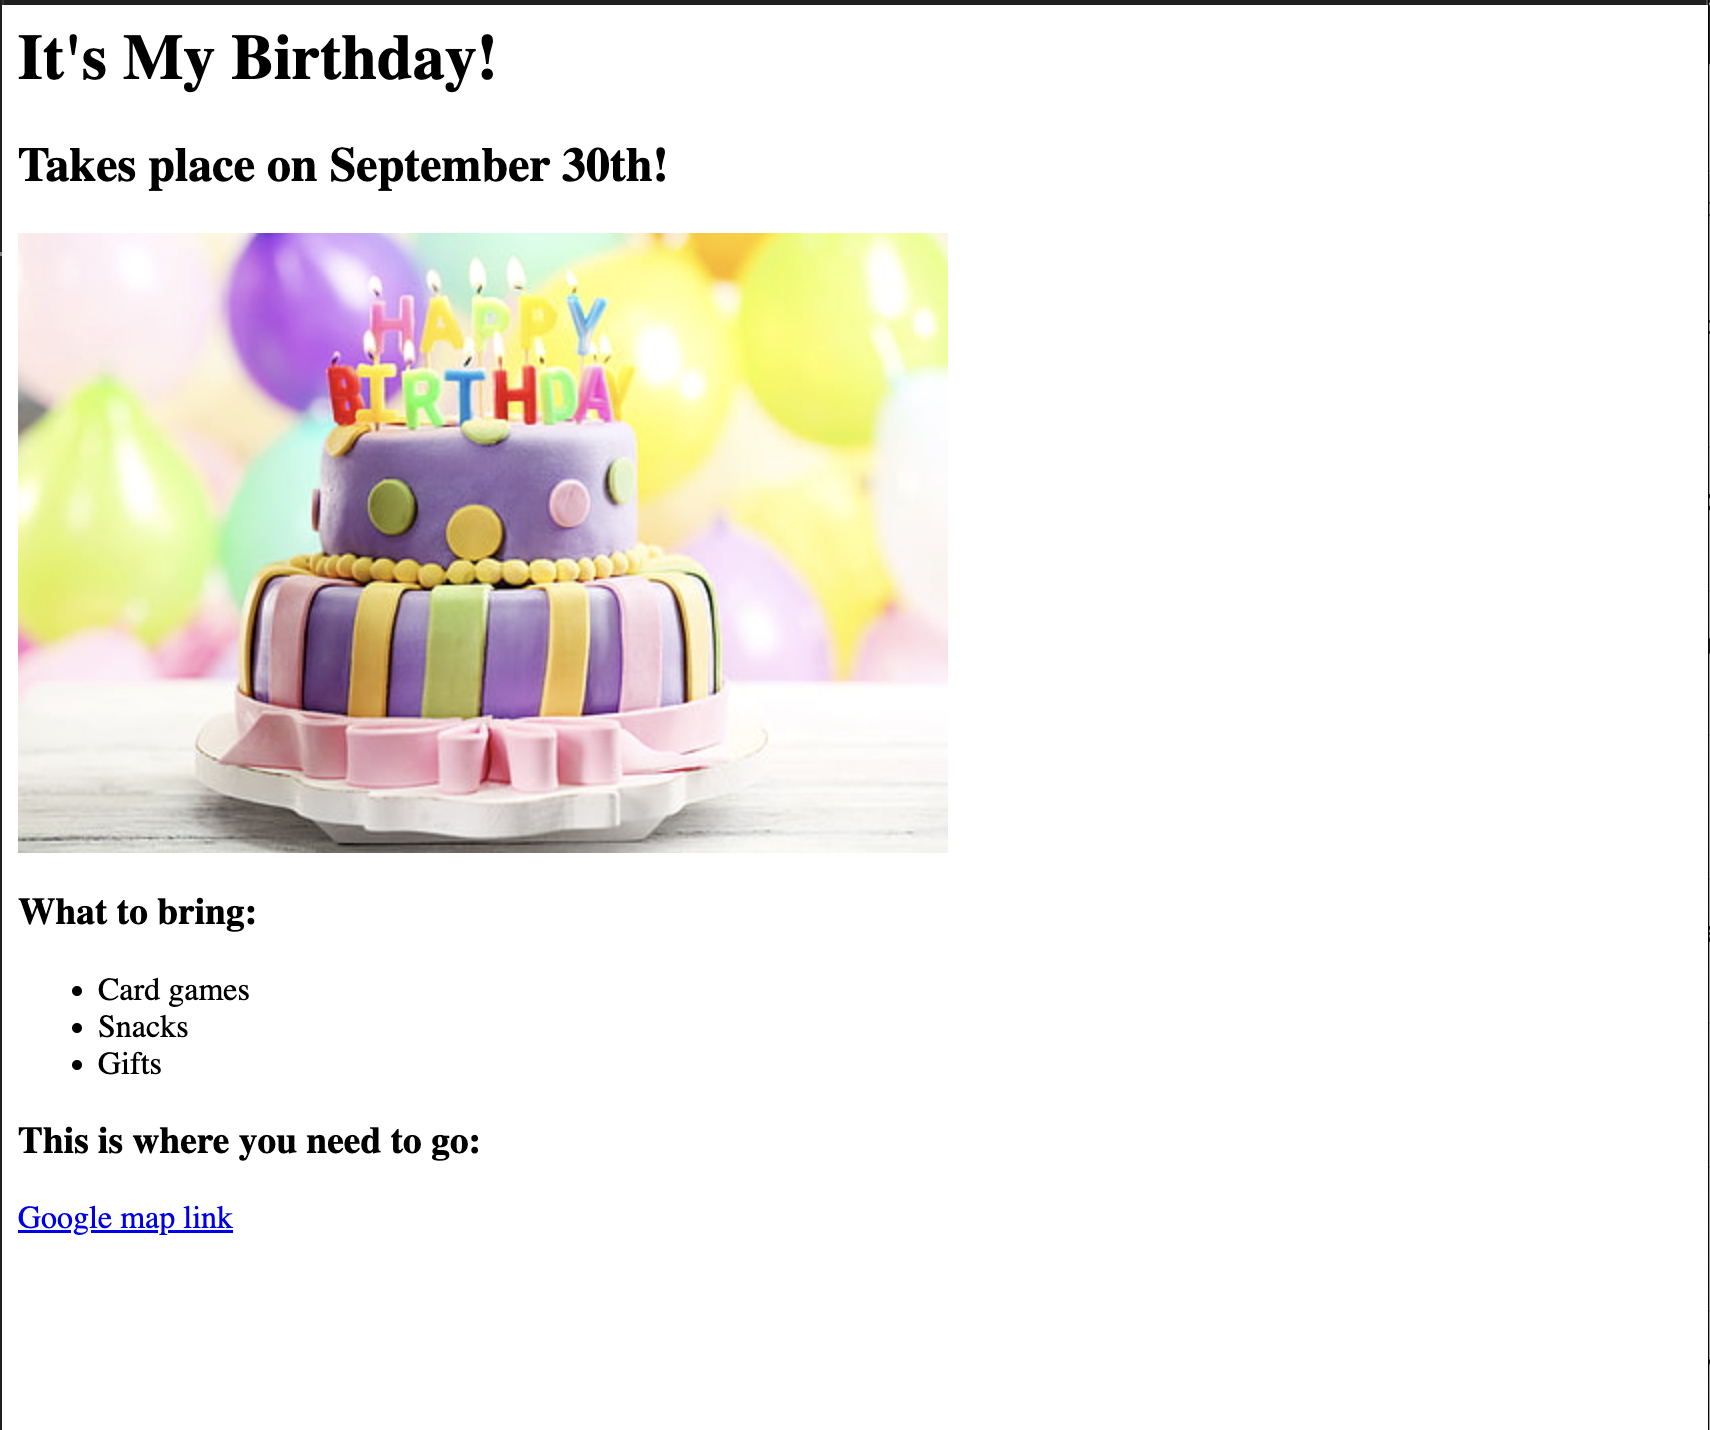 It's My Birthday!
Takes place on September 30th!
HAPPY
BIRTHDAY
What to bring:
Card games
Snacks
Gifts
This is where you need to go:
Google map link